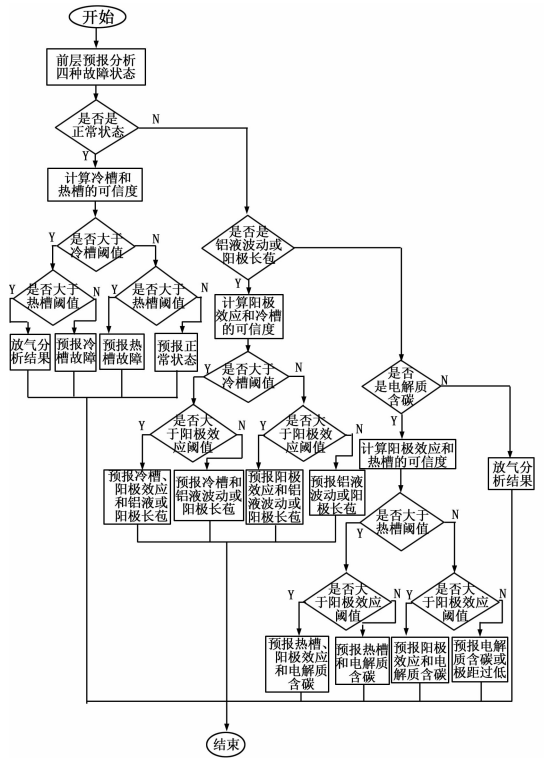 开始
前层预报分析
四种故障状态
是否是
正常状态
N
Y
计算冷槽和
热槽的可信度
是否大于
冷槽阈值
Y
N
是否大于
热槽阈值
Y
N
是否大于
热槽阈值
Y
N
放气分
析结果
预报冷
槽故障
预报热
槽故障
预报正
常状态
是否是
铝液波动或
阳极长苞
Y
计算阳极
效应和冷槽
的可信度
是否大于
冷槽阈值
Y
N
是否大
于阳极效
应阈值
Y
N
是否大
于阳极效
应阈值
Y
N
预报冷槽、
阳极效应
和铝液或
阳极长苞
预报冷槽和
铝液波动或
阳极长苞
预报阳极
效应和铝
液波动或
阳极长苞
预报铝液
波动或阳
极长苞
是否
是电解质
含碳
N
Y
计算阳极效应和
热槽的可信度
放气分
析结果
是否大于
热槽阈值
Y
N
是否大
于阳极效应
阈值
Y
N
是否大
于阳极效应
阈值
Y
N
预报热槽、
阳极效应
和电解质
含碳
预报热槽
和电解质
含碳
预报阳极
效应和电
解质含碳
预报电解
质含碳或
极距过低
结束